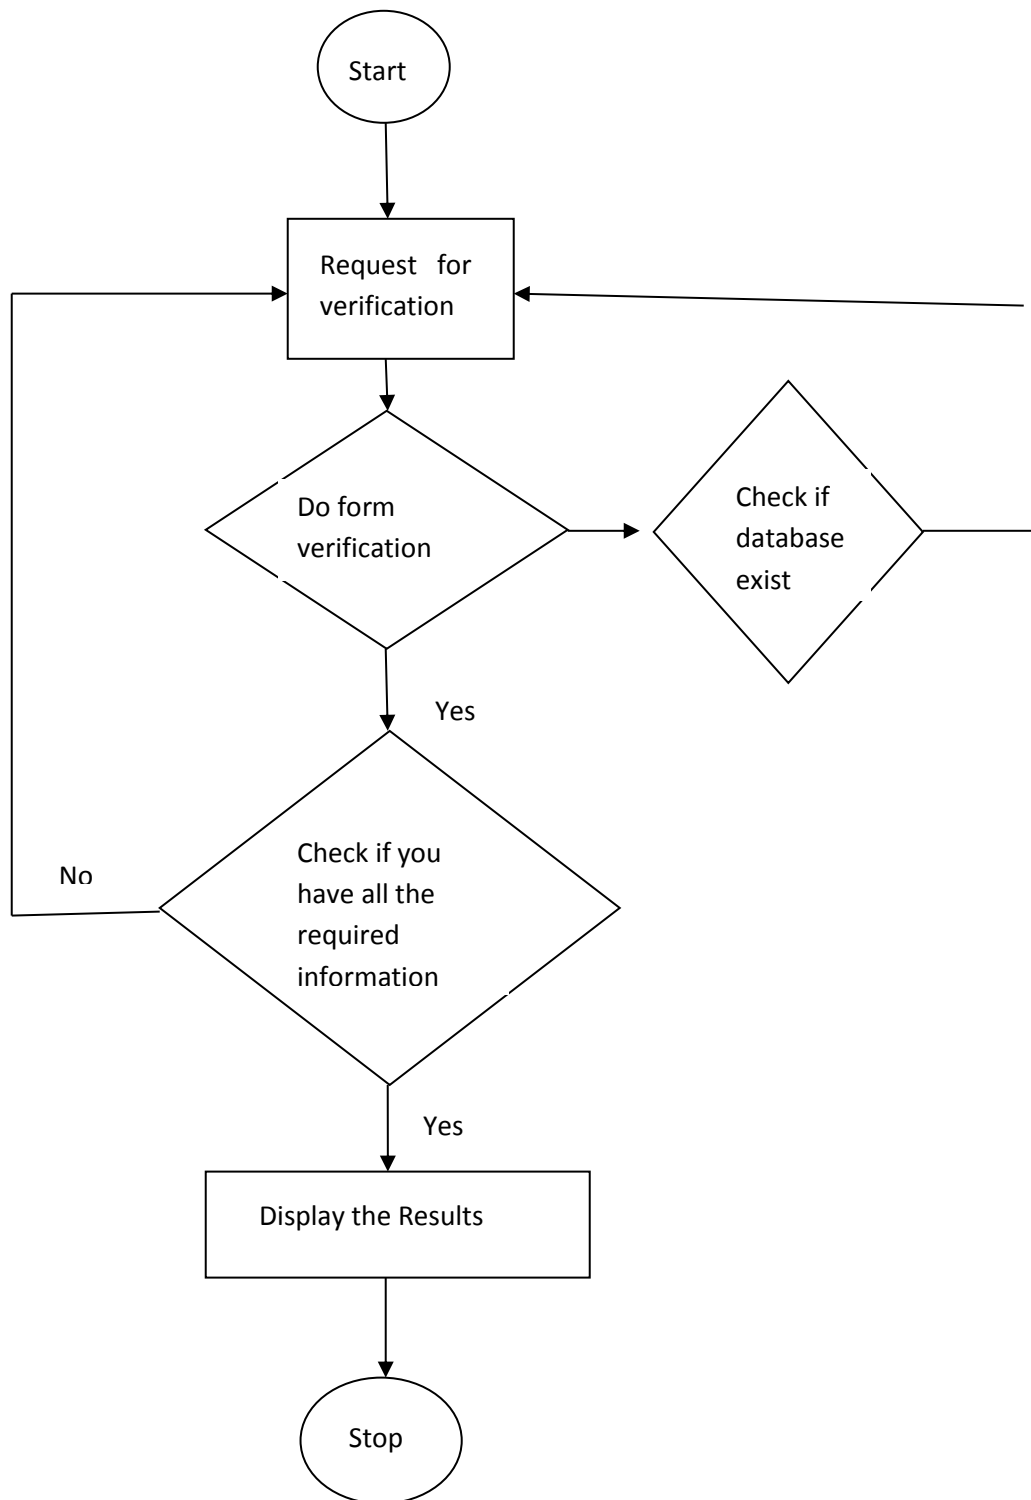 Start
Request for
verification
Do form
verification
Check if
database
exist
Yes
No
Check if you
have all the
required
information
Yes
Display the Results
Stop